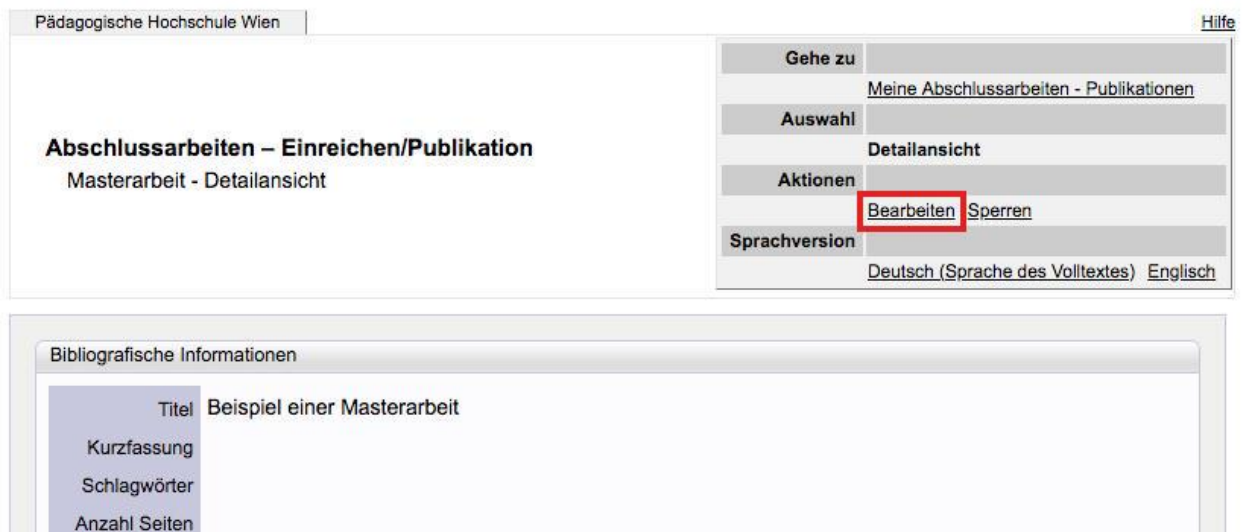 Pädagogische Hochschule Wien
Hilfe
Abschlussarbeiten – Einreichen/Publikation
Masterarbeit - Detailansicht
Gehe zu
Meine Abschlussarbeiten - Publikationen
Auswahl
Detailansicht
Aktionen
Bearbeiten Sperren
Sprachversion
Deutsch (Sprache des Volltextes) Englisch
Bibliografische Informationen
Titel Beispiel einer Masterarbeit
Kurzfassung
Schlagwörter
Anzahl Seiten